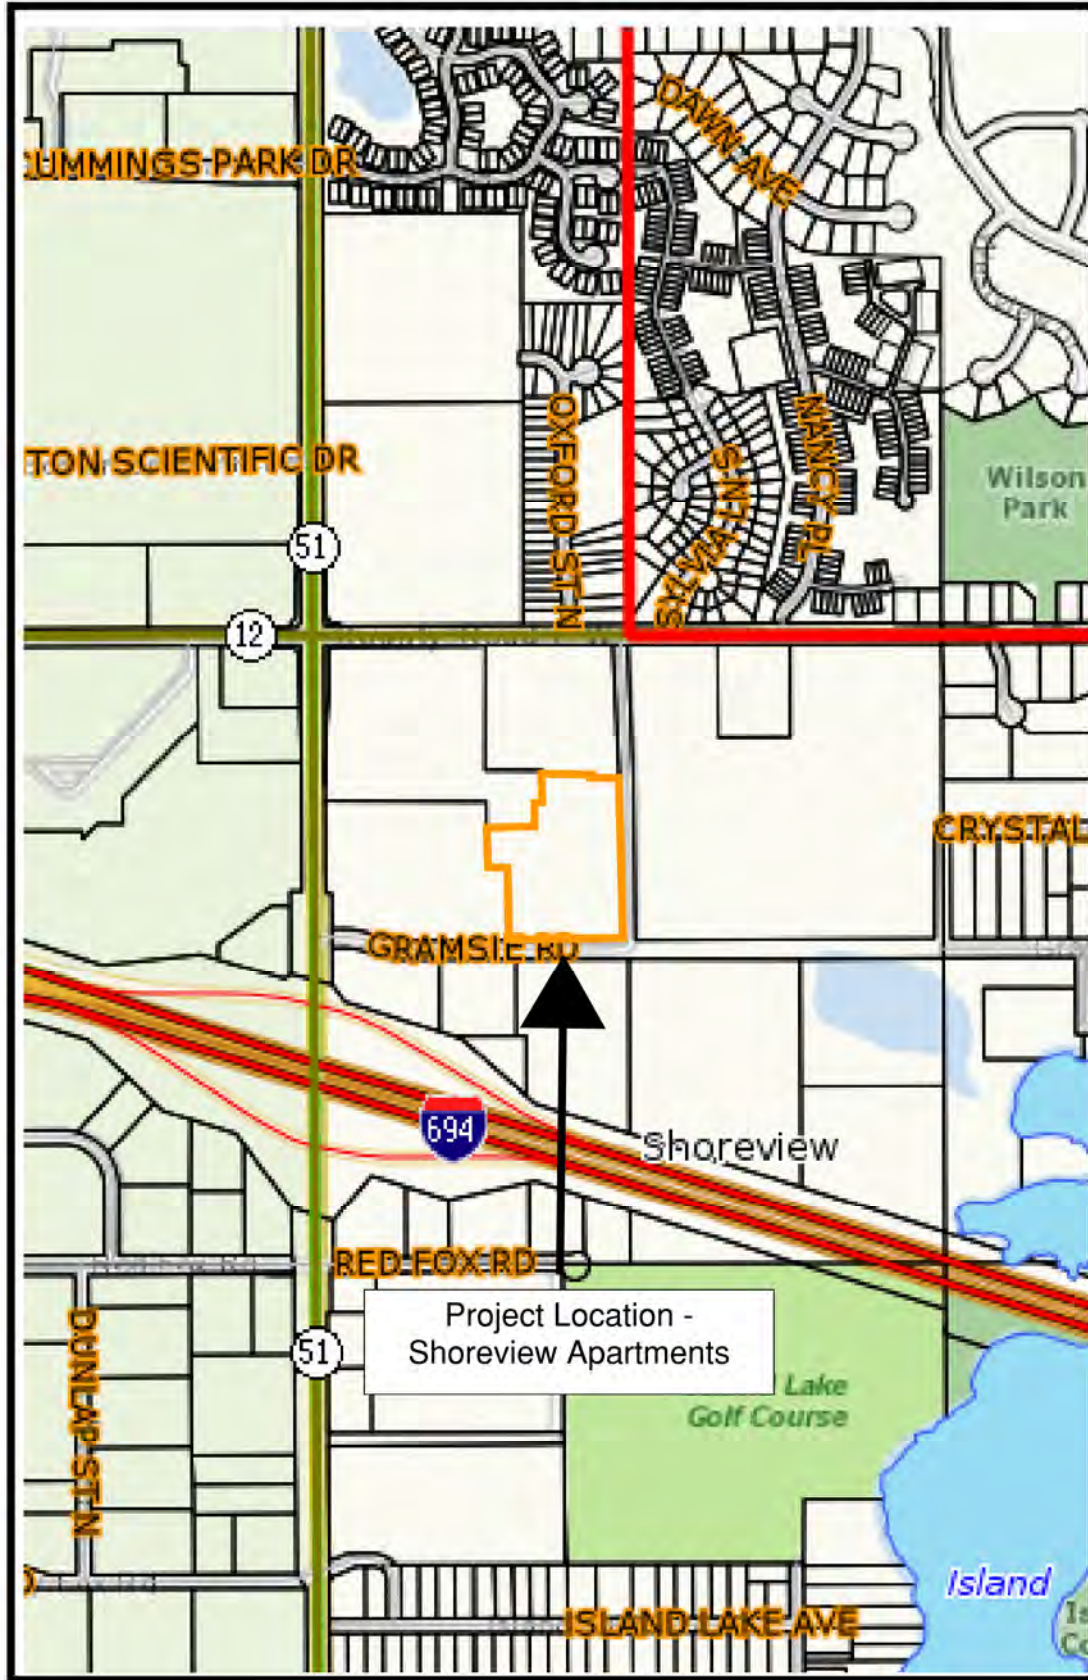 DAWN AVE
CUMMINGS PARK DR
OXFORD ST N
NANCY PL
SYLVIA LN S
TON SCIENTIFIC DR
Wilson
Park
51
12
CRYSTAL
GRAMSIE RD
694
Shoreview
RED FOX RD
Project Location -
Shoreview Apartments
51
DUNLAP ST N
Lake
Golf Course
Island
ISLAND LAKE AVE